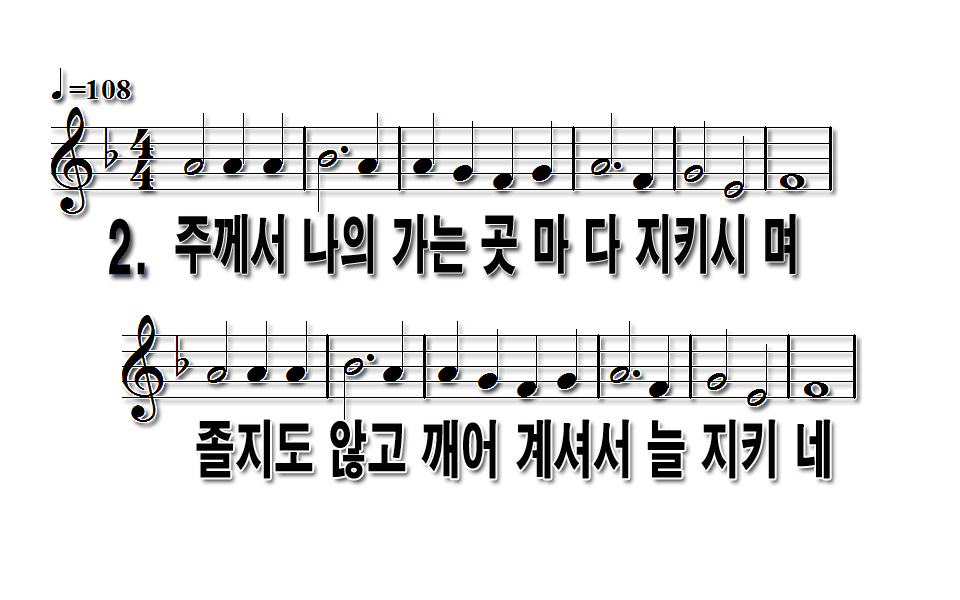 ♩=108
2. 주께서 나의 가는 곳 마 다 지키시 며
졸지도 않고 깨어 계셔서 늘 지키 네